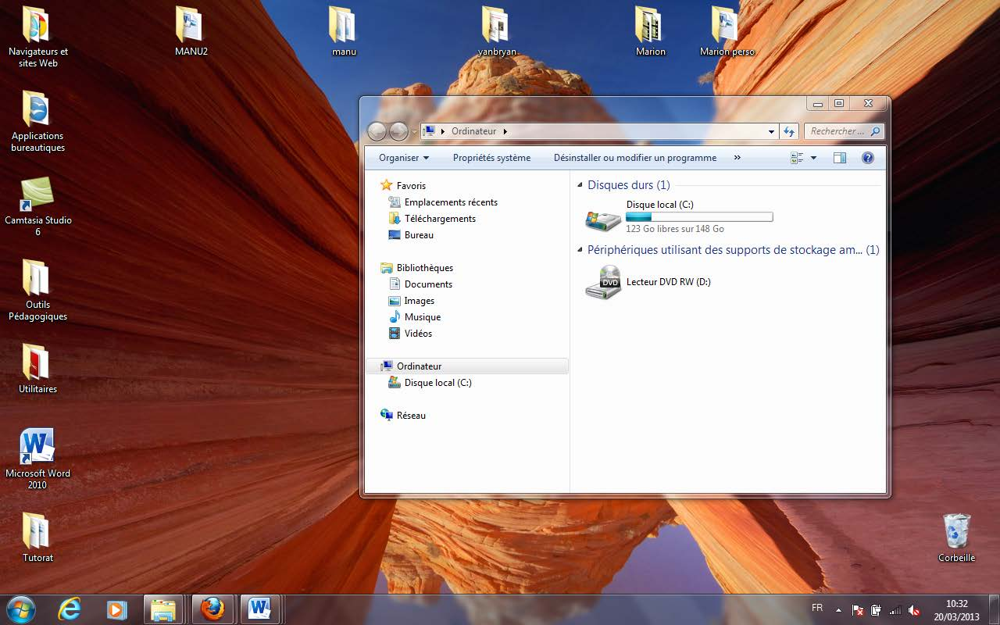 Navigateurs et
sites Web
MANU2
manu
yanbryan
Marion
Marion perso
Applications
bureautiques
Camtasia Studio
6
Outils
Pédagogiques
Utilitaires
Microsoft Word
2010
Tutorat
Corbeille
Ordinateur
Rechercher ...
Organiser
Propriétés système
Désinstaller ou modifier un programme
»
Favoris
Emplacements récents
Téléchargements
Bureau
Bibliothèques
Documents
Images
Musique
Vidéos
Ordinateur
Disque local (C:)
Réseau
Disques durs (1)
Disque local (C:)
123 Go libres sur 148 Go
Périphériques utilisant des supports de stockage am... (1)
DVD
Lecteur DVD RW (D:)
FR
10:32
20/03/2013